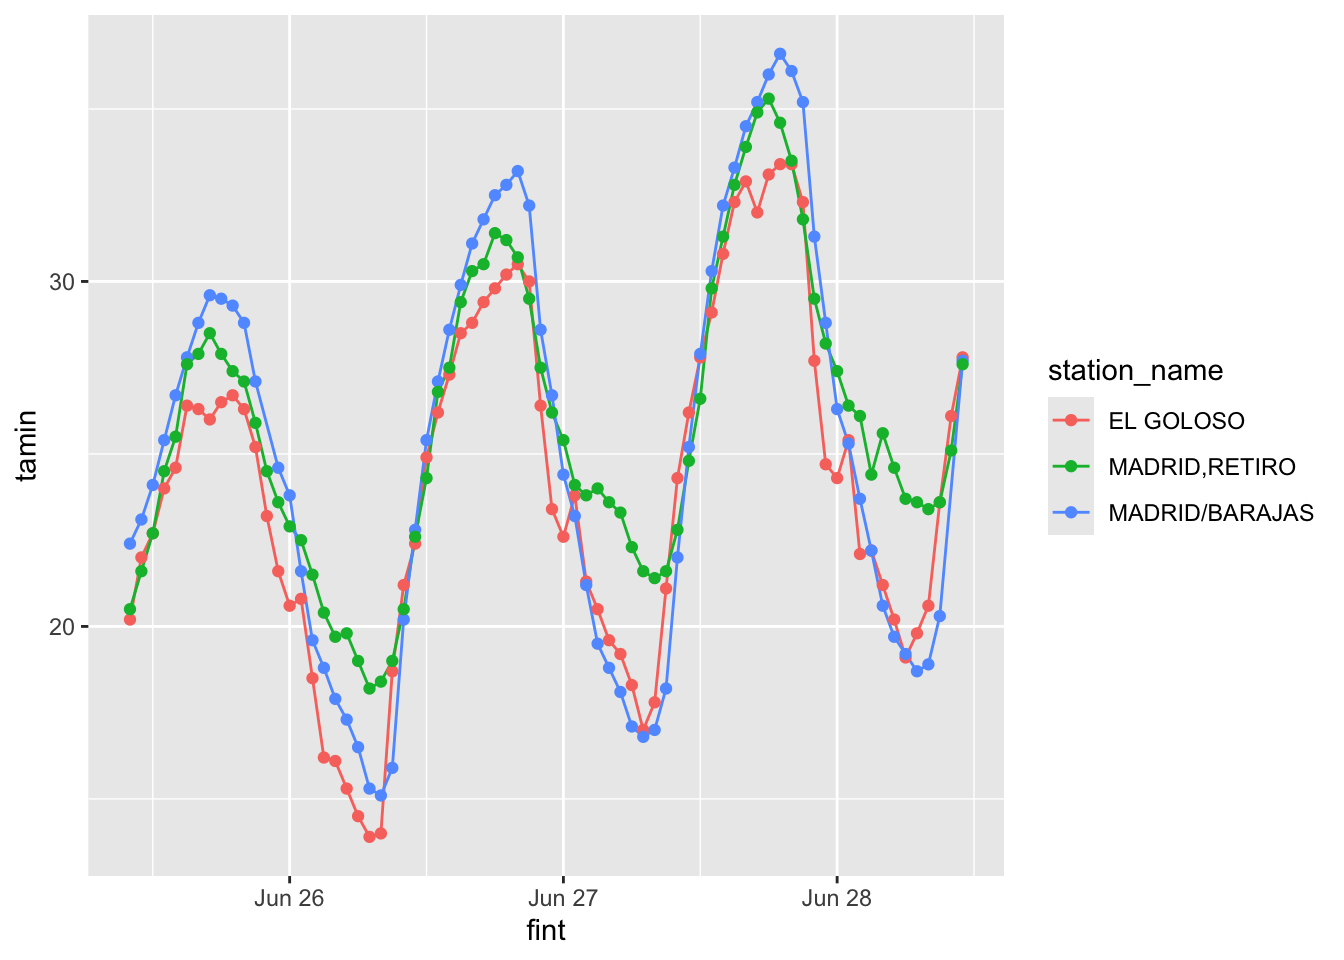 30
20
tamin
Jun 26
Jun 27
Jun 28
fint
station_name
EL GOLOSO
MADRID,RETIRO
MADRID/BARAJAS